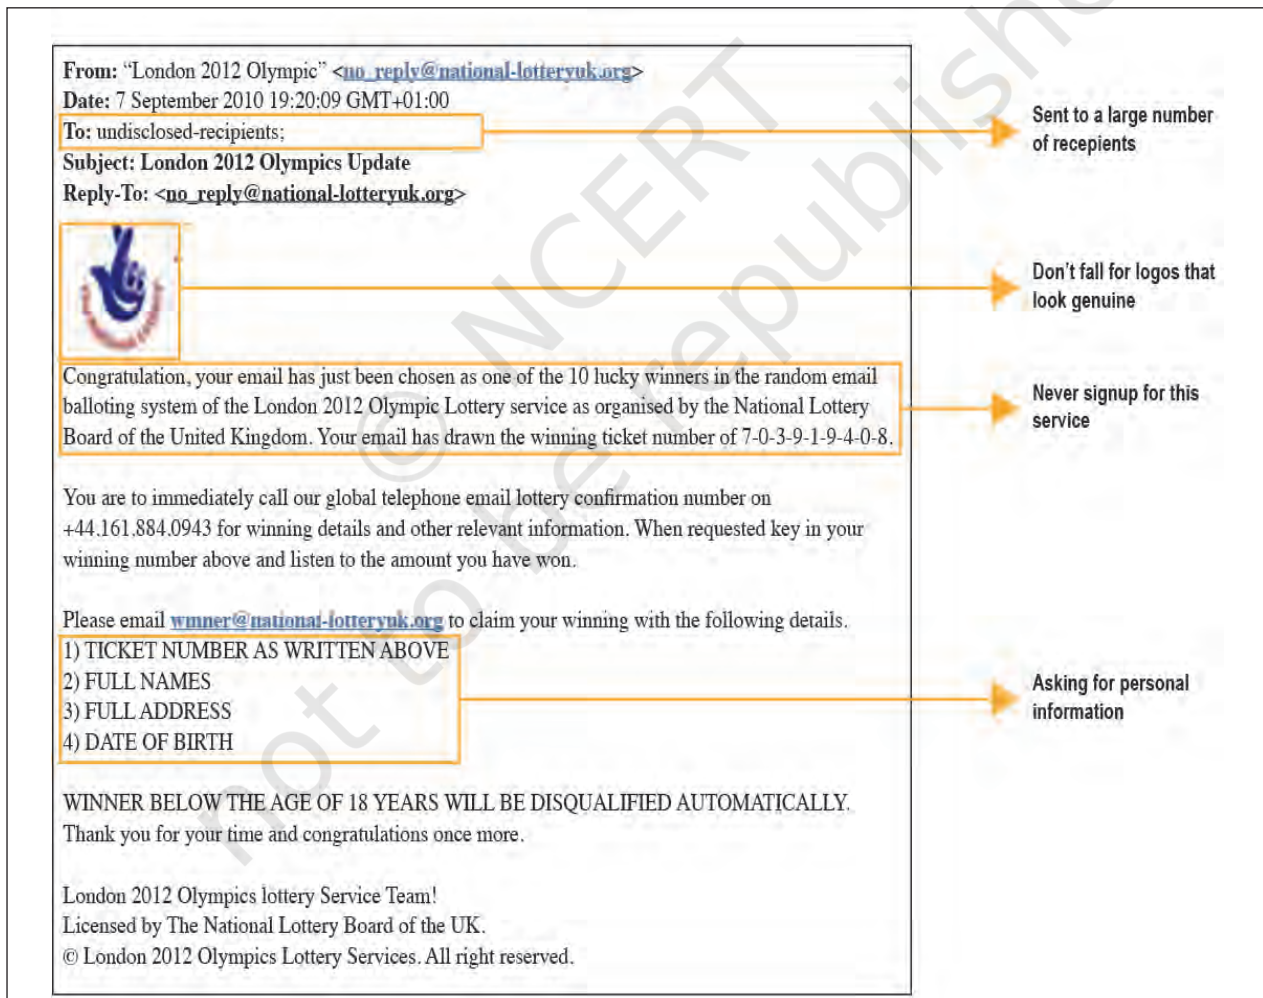 From: “London 2012 Olympic” <no_reply@national-lotteryuk.org>
Date: 7 September 2010 19:20:09 GMT+01:00
To: undisclosed-recipients;
Subject: London 2012 Olympics Update
Reply-To: <no_reply@national-lotteryuk.org>
Sent to a large number
of recepients
Don’t fall for logos that
look genuine
Congratulation, your email has just been chosen as one of the 10 lucky winners in the random email
balloting system of the London 2012 Olympic Lottery service as organised by the National Lottery
Board of the United Kingdom. Your email has drawn the winning ticket number of 7-0-3-9-1-9-4-0-8.
Never signup for this
service
You are to immediately call our global telephone email lottery confirmation number on
+44.161.884.0943 for winning details and other relevant information. When requested key in your
winning number above and listen to the amount you have won.
Please email wmner@national-lotteryuk.org to claim your winning with the following details.
1) TICKET NUMBER AS WRITTEN ABOVE
2) FULL NAMES
3) FULL ADDRESS
4) DATE OF BIRTH
Asking for personal
information
WINNER BELOW THE AGE OF 18 YEARS WILL BE DISQUALIFIED AUTOMATICALLY.
Thank you for your time and congratulations once more.
London 2012 Olympics lottery Service Team!
Licensed by The National Lottery Board of the UK.
© London 2012 Olympics Lottery Services. All right reserved.
© NCERT
not to be republishe